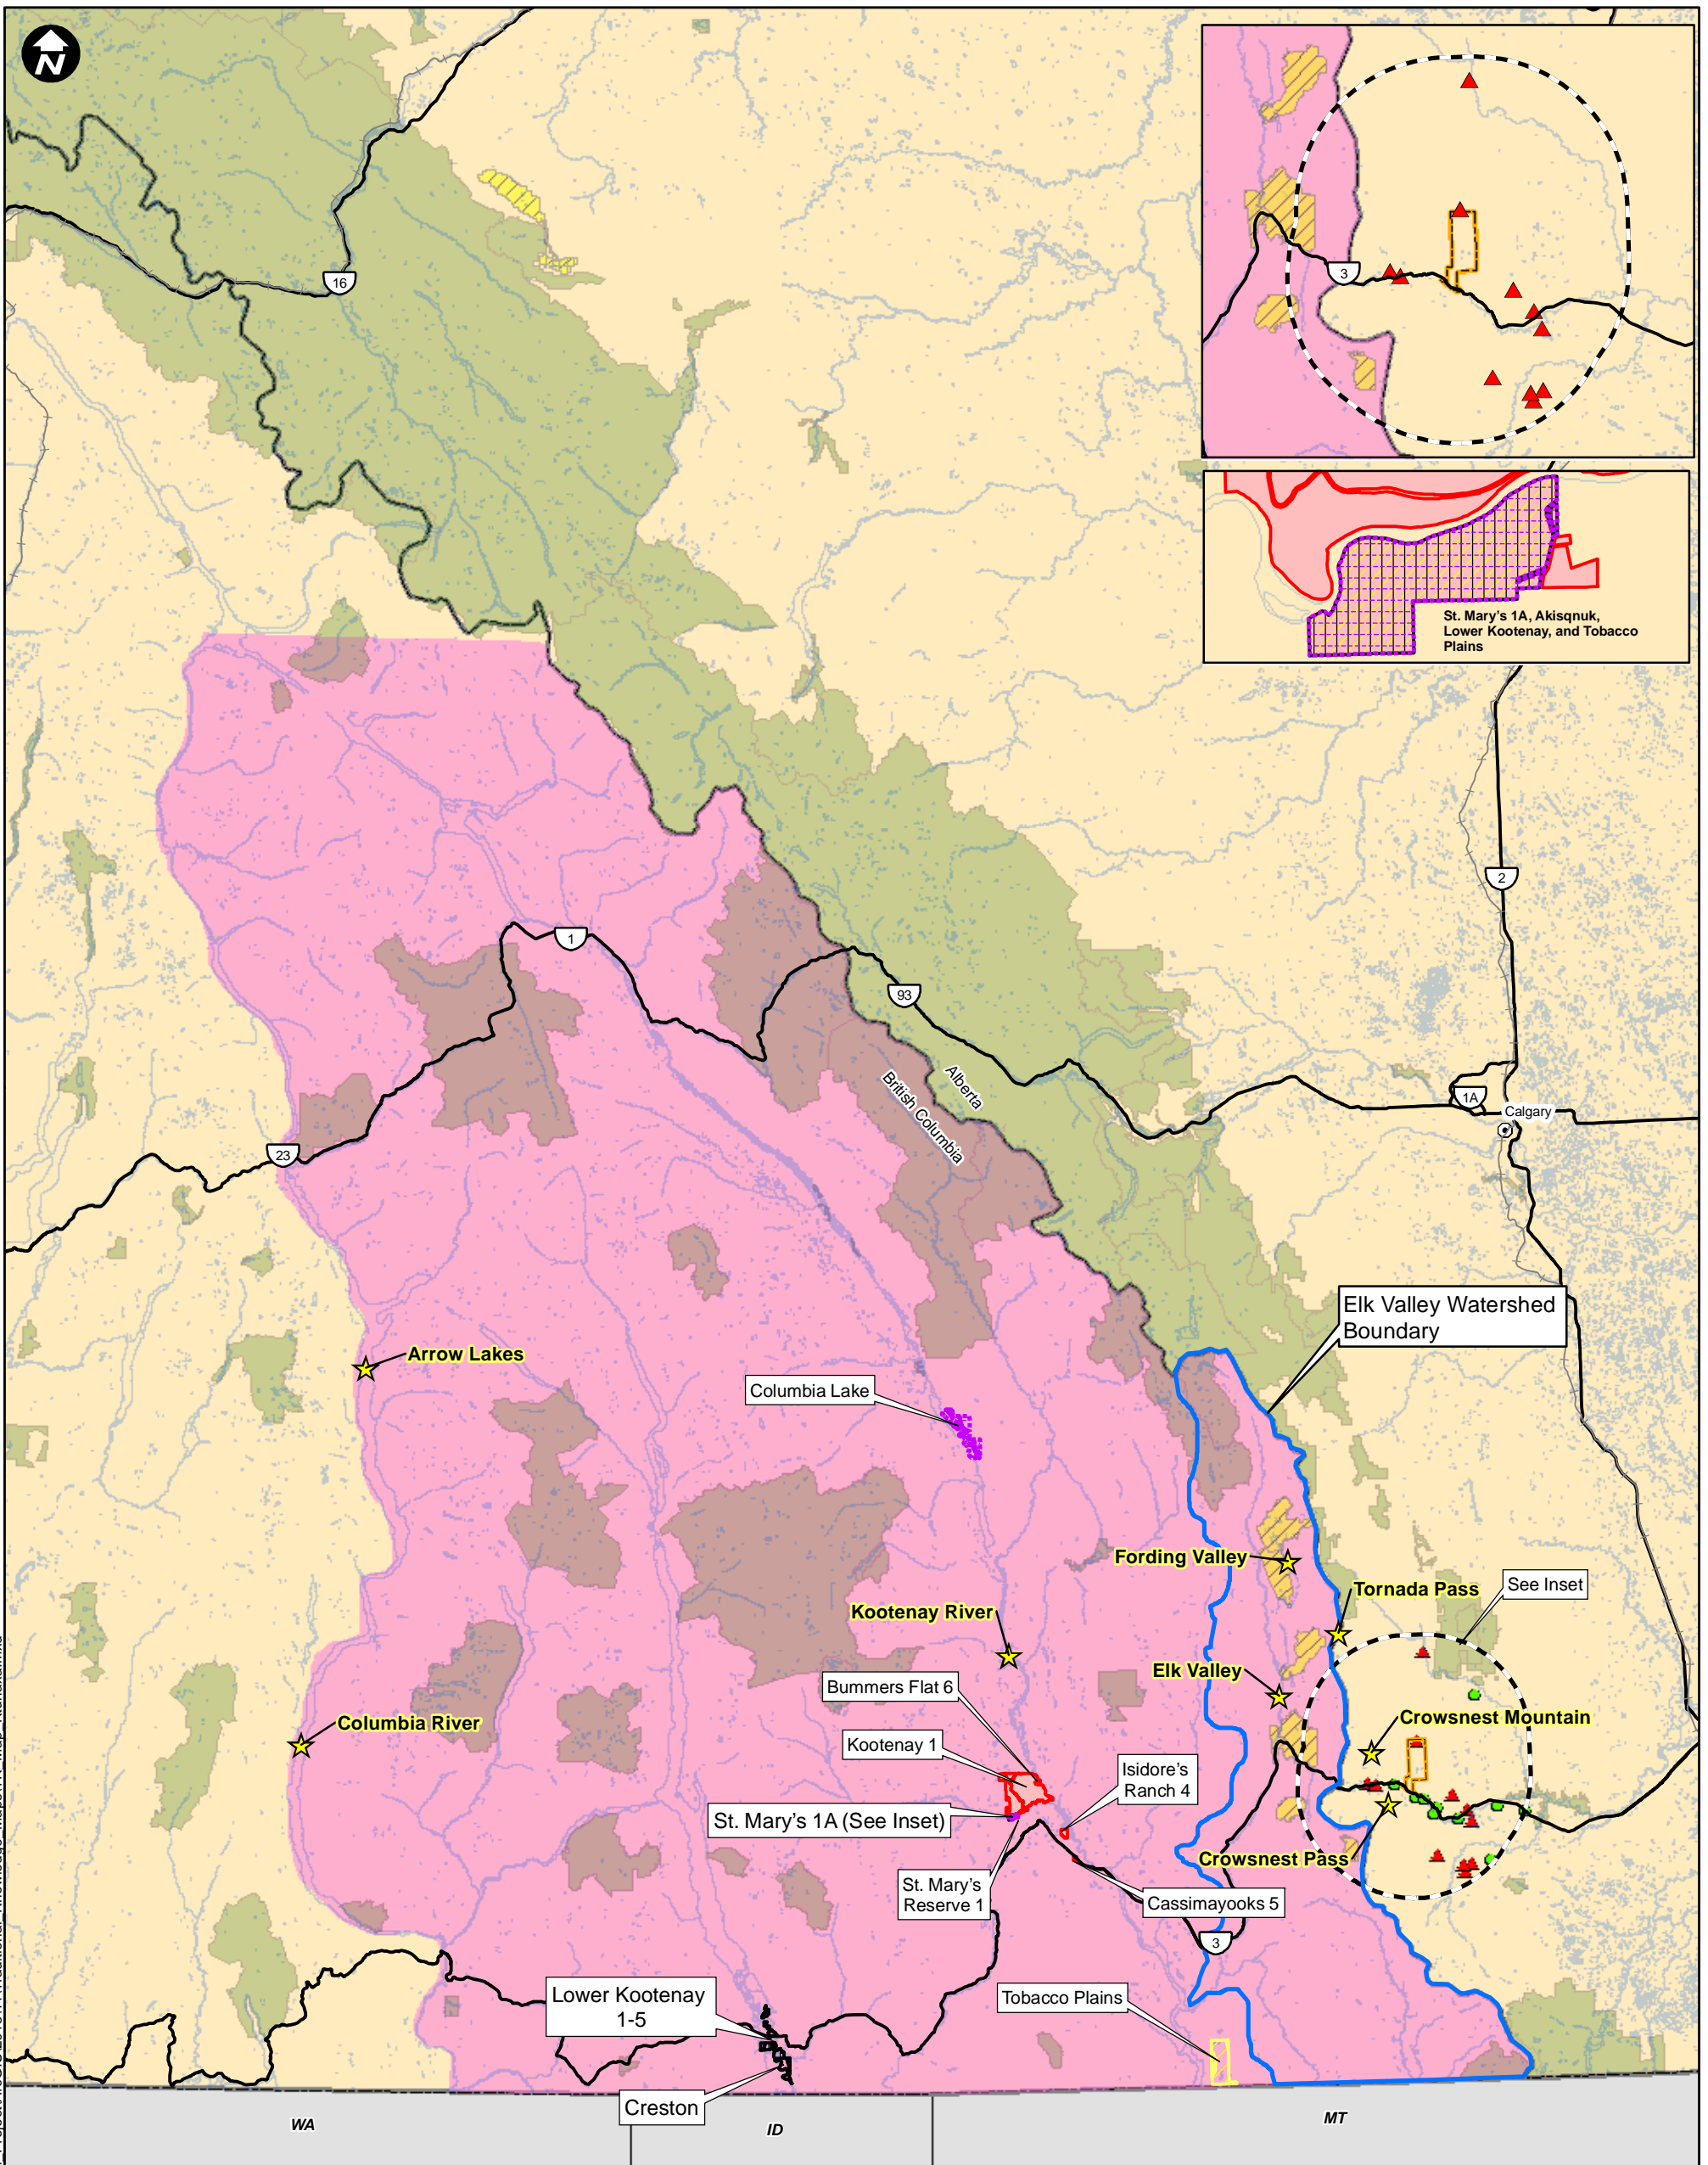 N
3
16
St. Mary's 1A, Akisqnuk,
Lower Kootenay, and Tobacco
Plains
2
1
93
Alberta
British Columbia
1A
Calgary
23
Elk Valley Watershed
Boundary
Arrow Lakes
Columbia Lake
Fording Valley
Tornada Pass
See Inset
Kootenay River
Elk Valley
Bummers Flat 6
Crowsnest Mountain
Columbia River
Kootenay 1
Isidore's
Ranch 4
St. Mary's 1A (See Inset)
Crowsnest Pass
St. Mary's
Reserve 1
Cassimayooks 5
3
Lower Kootenay
1-5
Tobacco Plains
Creston
WA
ID
MT